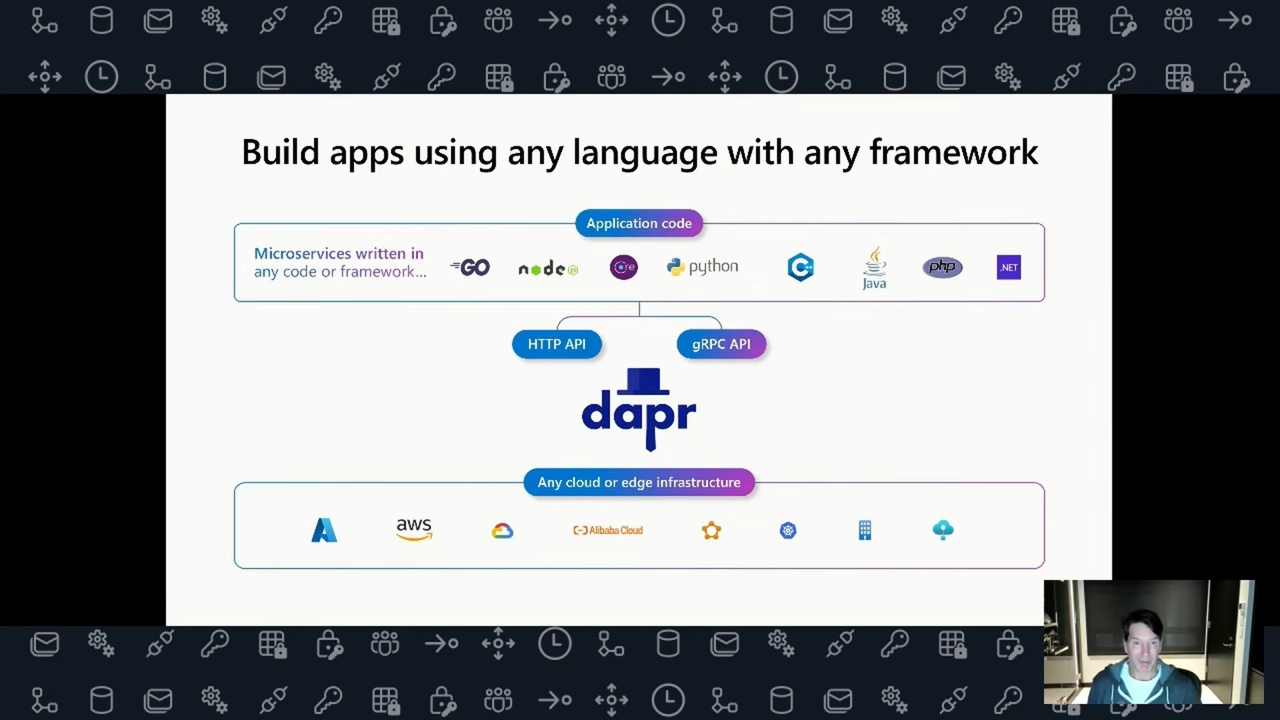 Build apps using any language with any framework
Application code
Microservices written in
any code or framework...
GO
node
JS
python
C++
Java
php
.NET
HTTP API
gRPC API
dapr
Any cloud or edge infrastructure
aws
Alibaba Cloud